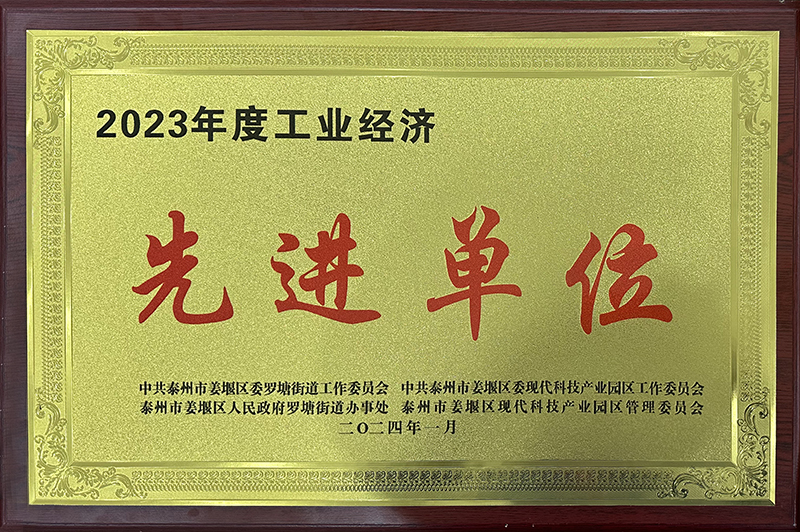 2023年度工业经济
先进单位
中共泰州市姜堰区委罗塘街道工作委员会 中共泰州市姜堰区委现代科技产业园区工作委员会
泰州市姜堰区人民政府罗塘街道办事处 泰州市姜堰区现代科技产业园区管理委员会
二〇二四年一月